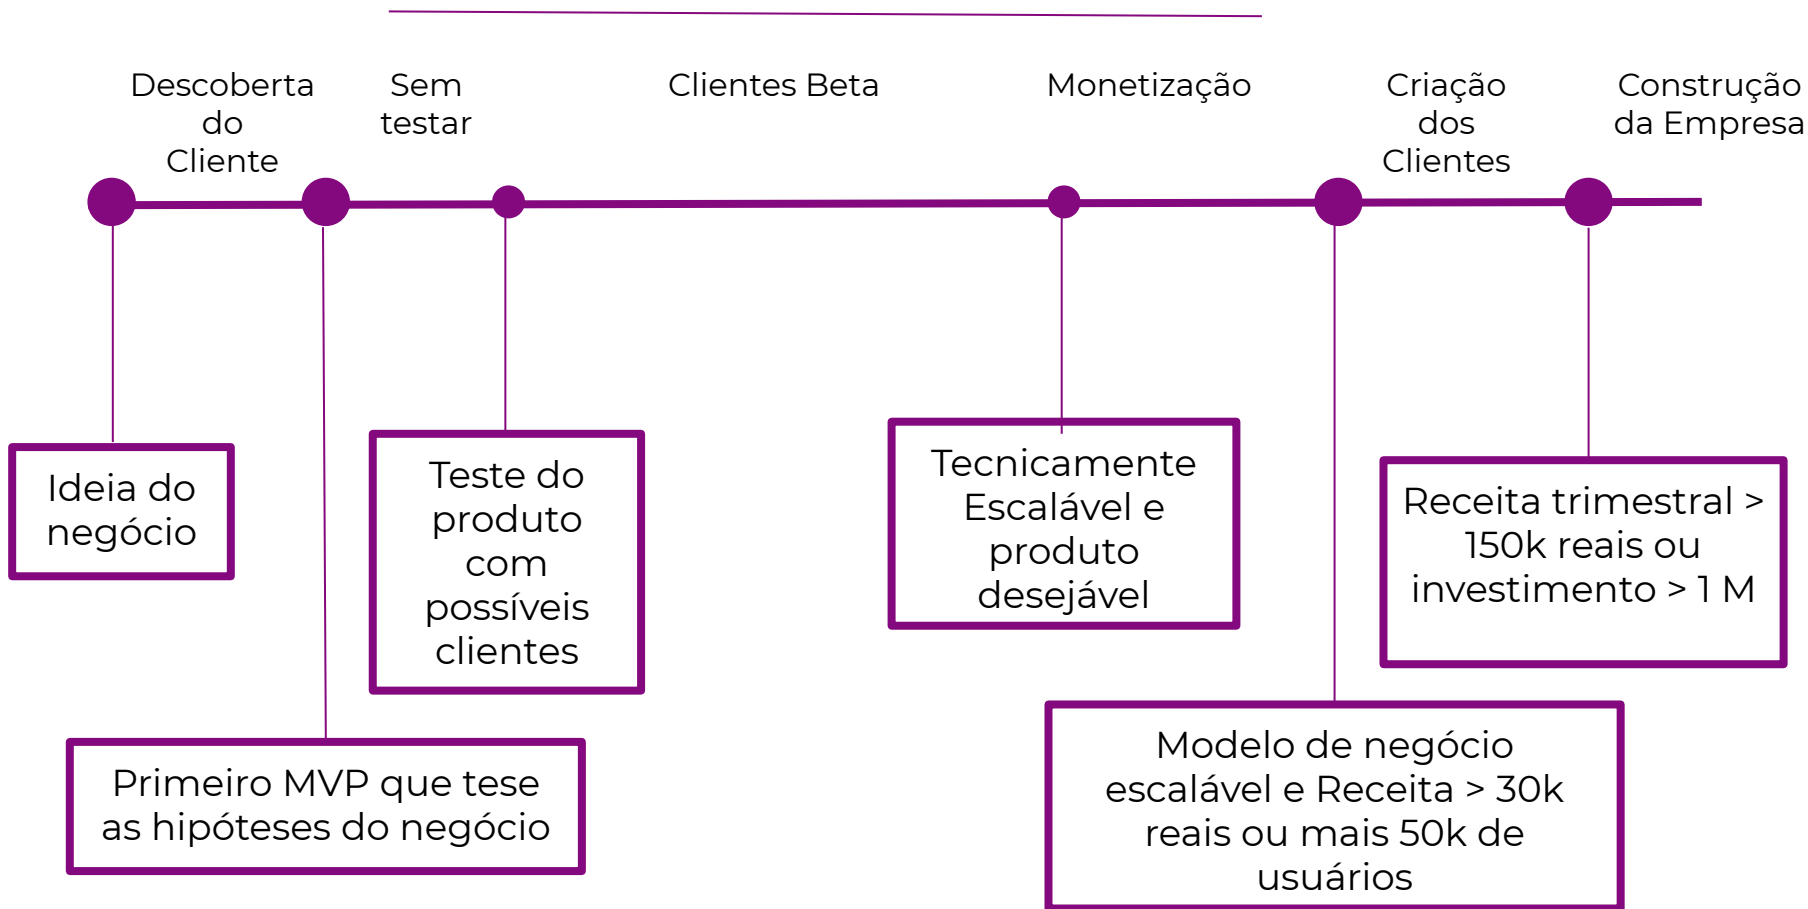 Descoberta
do
Cliente
Sem
testar
Clientes Beta
Monetização
Criação
dos
Clientes
Construção
da Empresa
Ideia do
negócio
Primeiro MVP que tese
as hipóteses do negócio
Teste do
produto
com
possíveis
clientes
Tecnicamente
Escalável e
produto
desejável
Modelo de negócio
escalável e Receita > 30k
reais ou mais 50k de
usuários
Receita trimestral >
150k reais ou
investimento > 1 M